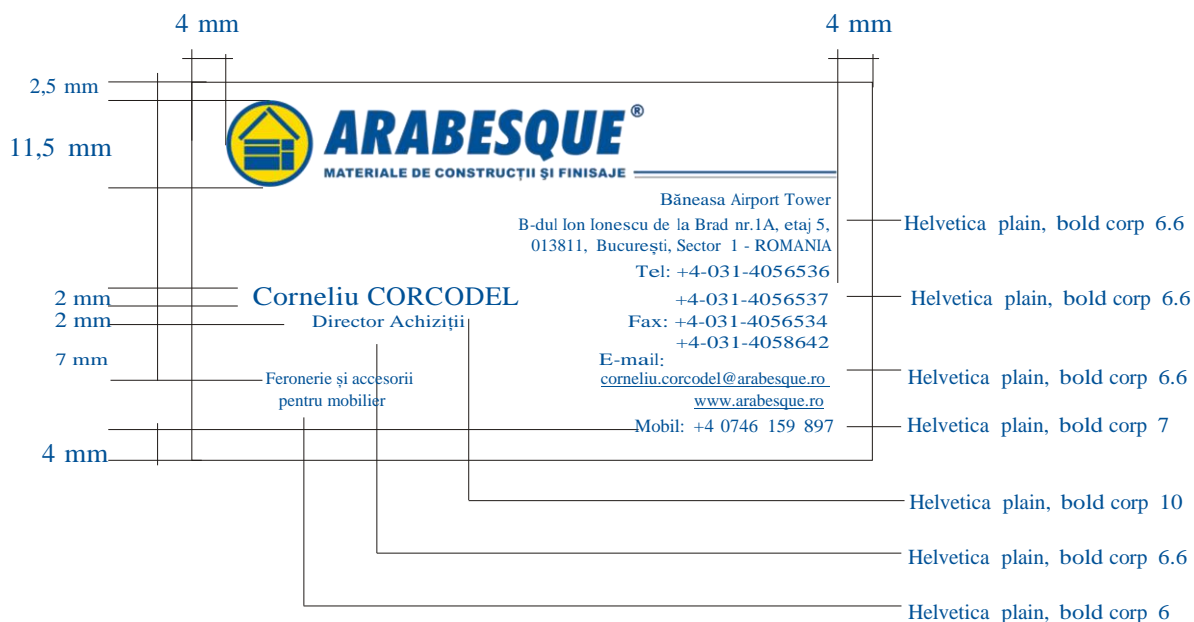 4 mm
4 mm
2,5 mm
11,5 mm
ARABESQUE®
MATERIALE DE CONSTRUCȚII ȘI FINISAJE
Băneasa Airport Tower
B-dul Ion Ionescu de la Brad nr.1A, etaj 5,
013811, București, Sector 1 - ROMANIA
Helvetica plain, bold corp 6.6
Tel: +4-031-4056536
2 mm
Corneliu CORCODEL
+4-031-4056537
Helvetica plain, bold corp 6.6
2 mm
Director Achiziții
Fax: +4-031-4056534
+4-031-4058642
7 mm
E-mail:
Feronerie și accesorii
pentru mobilier
corneliu.corcodel@arabesque.ro
Helvetica plain, bold corp 6.6
www.arabesque.ro
Mobil: +4 0746 159 897
Helvetica plain, bold corp 7
4 mm
Helvetica plain, bold corp 10
Helvetica plain, bold corp 6.6
Helvetica plain, bold corp 6